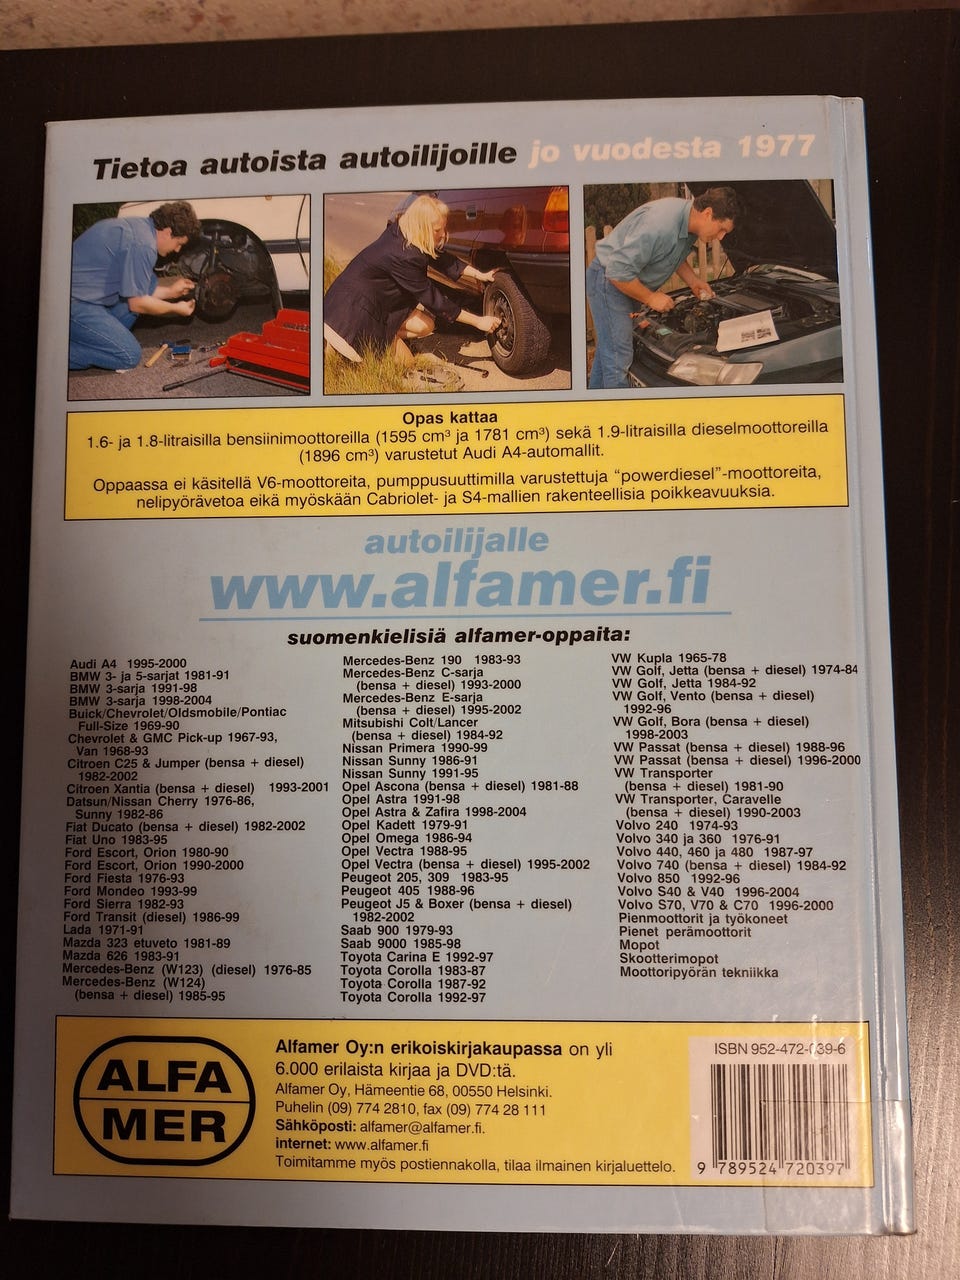 Tietoa autoista autoilijoille jo vuodesta 1977
Opas kattaa
1.6- ja 1.8-litraisilla bensiinimoottoreilla (1595 cm³ ja 1781 cm³) sekä 1.9-litraisilla dieselmoottoreilla
(1896 cm³) varustetut Audi A4-automallit.
Oppaassa ei käsitellä V6-moottoreita, pumppusuuttimilla varustettuja “powerdiesel”-moottoreita,
nelipyörävetoa eikä myöskään Cabriolet- ja S4-mallien rakenteellisia poikkeavuuksia.
autoilijalle
www.alfamer.fi
suomenkielisiä alfamer-oppaita:
Audi A4 1995-2000
BMW 3- ja 5-sarjat 1981-91
BMW 3-sarja 1991-98
BMW 3-sarja 1998-2004
Buick/Chevrolet/Oldsmobile/Pontiac
Full-Size 1969-90
Chevrolet & GMC Pick-up 1967-93,
Van 1968-93
Citroen C25 & Jumper (bensa + diesel)
1982-2002
Citroen Xantia (bensa + diesel) 1993-2001
Datsun/Nissan Cherry 1976-86,
Sunny 1982-86
Fiat Ducato (bensa + diesel) 1982-2002
Fiat Uno 1983-95
Ford Escort, Orion 1980-90
Ford Escort, Orion 1990-2000
Ford Fiesta 1976-93
Ford Mondeo 1993-99
Ford Sierra 1982-93
Ford Transit (diesel) 1986-99
Lada 1971-91
Mazda 323 etuveto 1981-89
Mazda 626 1983-91
Mercedes-Benz (W123) (diesel) 1976-85
Mercedes-Benz (W124)
(bensa + diesel) 1985-95
Mercedes-Benz 190 1983-93
Mercedes-Benz C-sarja
(bensa + diesel) 1993-2000
Mercedes-Benz E-sarja
(bensa + diesel) 1995-2002
Mitsubishi Colt/Lancer
(bensa + diesel) 1984-92
Nissan Primera 1990-99
Nissan Sunny 1986-91
Nissan Sunny 1991-95
Opel Ascona (bensa + diesel) 1981-88
Opel Astra 1991-98
Opel Astra & Zafira 1998-2004
Opel Kadett 1979-91
Opel Omega 1986-94
Opel Vectra 1988-95
Opel Vectra (bensa + diesel) 1995-2002
Peugeot 205, 309 1983-95
Peugeot 405 1988-96
Peugeot J5 & Boxer (bensa + diesel)
1982-2002
Saab 900 1979-93
Saab 9000 1985-98
Toyota Carina E 1992-97
Toyota Corolla 1983-87
Toyota Corolla 1987-92
Toyota Corolla 1992-97
VW Kupla 1965-78
VW Golf, Jetta (bensa + diesel) 1974-84
VW Golf, Jetta 1984-92
VW Golf, Vento (bensa + diesel)
1992-96
VW Golf, Bora (bensa + diesel)
1998-2003
VW Passat (bensa + diesel) 1988-96
VW Passat (bensa + diesel) 1996-2000
VW Transporter
(bensa + diesel) 1981-90
VW Transporter, Caravelle
(bensa + diesel) 1990-2003
Volvo 240 1974-93
Volvo 340 ja 360 1976-91
Volvo 440, 460 ja 480 1987-97
Volvo 740 (bensa + diesel) 1984-92
Volvo 850 1992-96
Volvo S40 & V40 1996-2004
Volvo S70, V70 & C70 1996-2000
Pienmoottorit ja työkoneet
Pienet perämoottorit
Mopot
Skootterimopot
Moottoripyörän tekniikka
ALFA
MER
Alfamer Oy:n erikoiskirjakaupassa on yli
6.000 erilaista kirjaa ja DVD:tä.
Alfamer Oy, Hämeentie 68, 00550 Helsinki.
Puhelin (09) 774 2810, fax (09) 774 28 111
Sähköposti: alfamer@alfamer.fi.
internet: www.alfamer.fi
Toimitamme myös postiennakolla, tilaa ilmainen kirjaluettelo.
ISBN 952-472-039-6
9 789524 720397